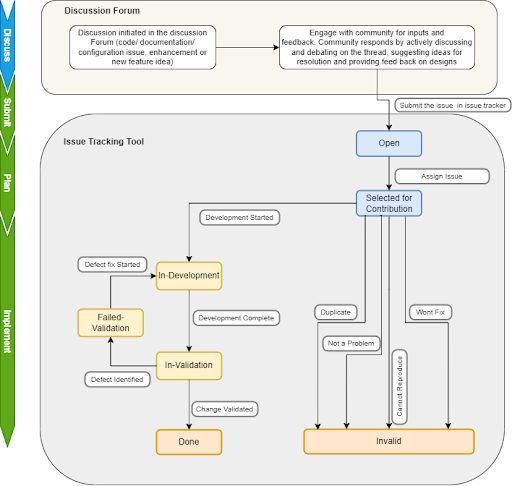 Discuss
Submit
Plan
Implement
Discussion Forum
Discussion initiated in the discussion
Forum (code/ documentation/
configuration issue, enhancement or
new feature idea)
Engage with community for inputs and
feedback. Community responds by actively discussing
and debating on the thread, suggesting ideas for
resolution and providing feed back on designs
Submit the issue in issue tracker
Issue Tracking Tool
Open
Assign Issue
Selected for
Contribution
Development Started
Defect fix Started
In-Development
Failed-
Validation
Development Complete
Duplicate
Wont Fix
Not a Problem
Cannot Reproduce
In-Validation
Defect Identified
Change Validated
Done
Invalid